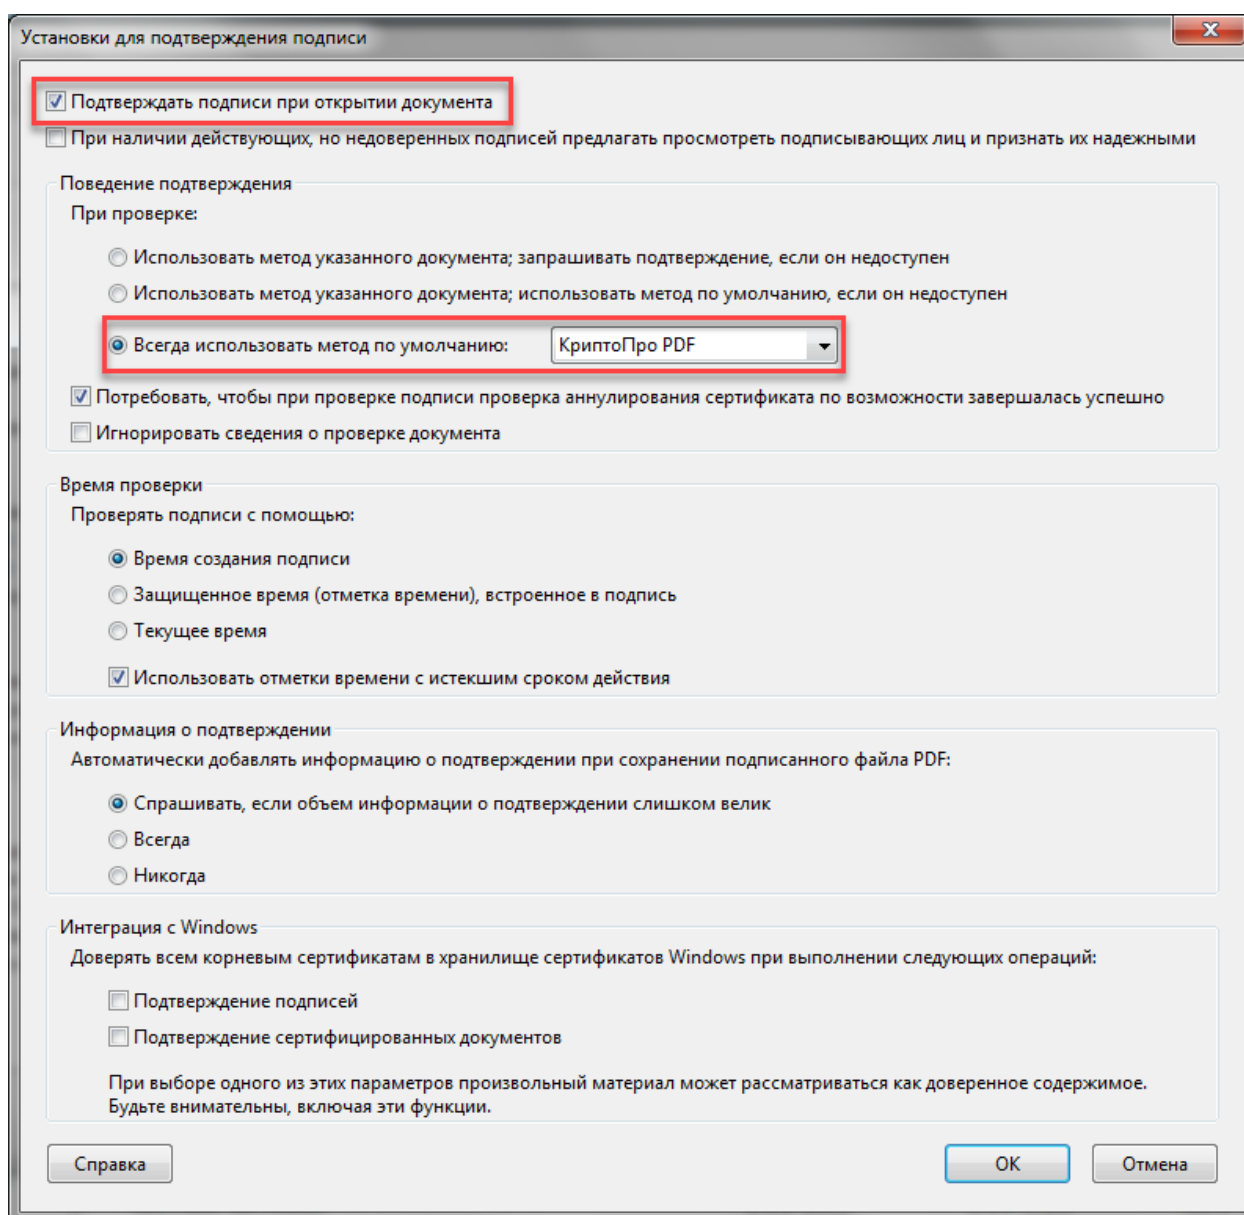 Установки для подтверждения подписи
Подтверждать подписи при открытии документа
При наличии действующих, но недоверенных подписей предлагать просмотреть подписывающих лиц и признать их надежными
Поведение подтверждения
При проверке:
Использовать метод указанного документа; запрашивать подтверждение, если он недоступен
Использовать метод указанного документа; использовать метод по умолчанию, если он недоступен
Всегда использовать метод по умолчанию: КриптоПро PDF
Потребовать, чтобы при проверке подписи проверка аннулирования сертификата по возможности завершалась успешно
Игнорировать сведения о проверке документа
Время проверки
Проверять подписи с помощью:
Время создания подписи
Защищенное время (отметка времени), встроенное в подпись
Текущее время
Использовать отметки времени с истекшим сроком действия
Информация о подтверждении
Автоматически добавлять информацию о подтверждении при сохранении подписанного файла PDF:
Спрашивать, если объем информации о подтверждении слишком велик
Всегда
Никогда
Интеграция с Windows
Доверять всем корневым сертификатам в хранилище сертификатов Windows при выполнении следующих операций:
Подтверждение подписей
Подтверждение сертифицированных документов
При выборе одного из этих параметров произвольный материал может рассматриваться как доверенное содержимое.
Будьте внимательны, включая эти функции.
Справка OK Отмена